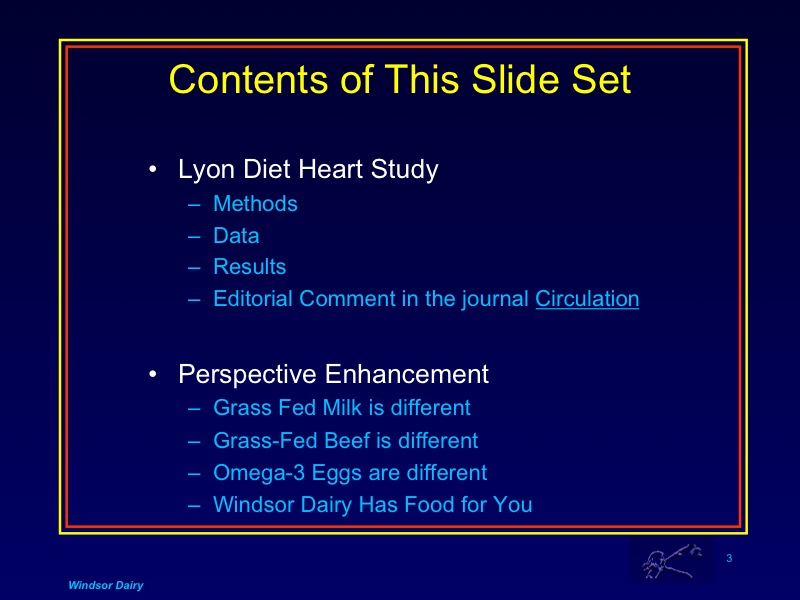 Contents of This Slide Set
• Lyon Diet Heart Study
– Methods
– Data
– Results
– Editorial Comment in the journal Circulation
• Perspective Enhancement
– Grass Fed Milk is different
– Grass-Fed Beef is different
– Omega-3 Eggs are different
– Windsor Dairy Has Food for You
3
Windsor Dairy